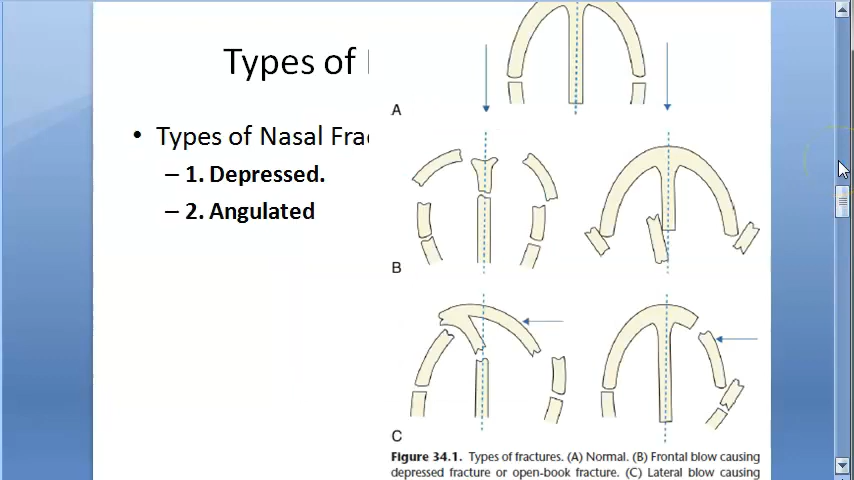 Types of
• Types of Nasal Frac
– 1. Depressed.
– 2. Angulated
A
B
C
Figure 34.1. Types of fractures. (A) Normal. (B) Frontal blow causing
depressed fracture or open-book fracture. (C) Lateral blow causing